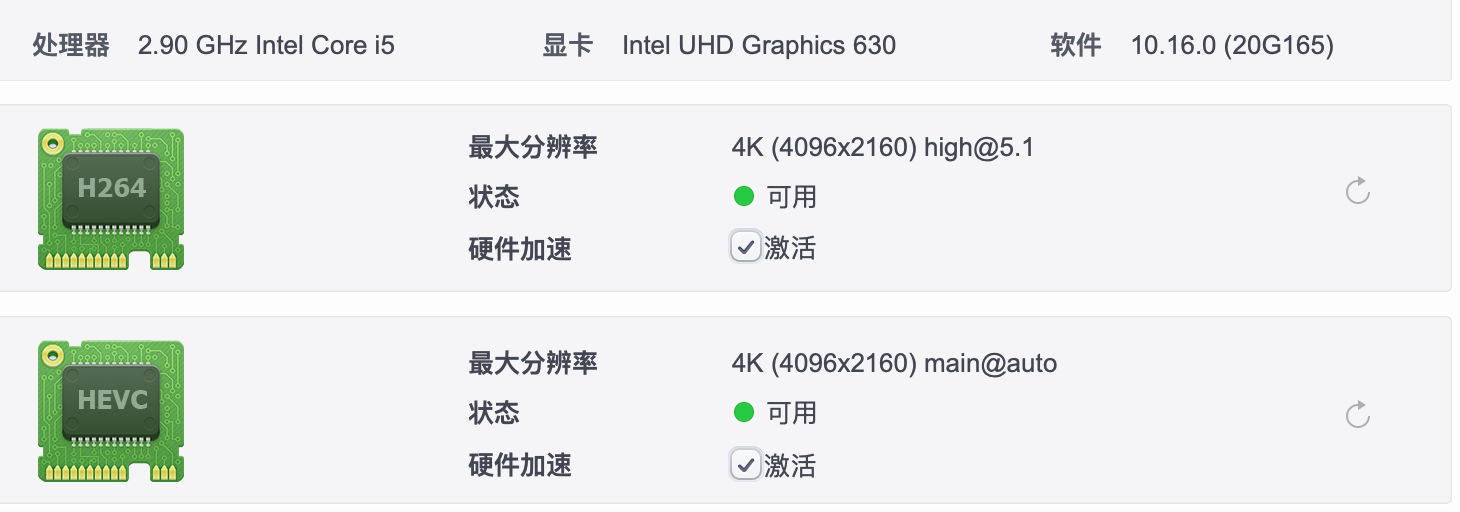 处理器 2.90 GHz Intel Core i5 显卡 Intel UHD Graphics 630 软件 10.16.0 (20G165)
H264
最大分辨率 4K (4096x2160) high@5.1
状态 可用
硬件加速 激活
HEVC
最大分辨率 4K (4096x2160) main@auto
状态 可用
硬件加速 激活